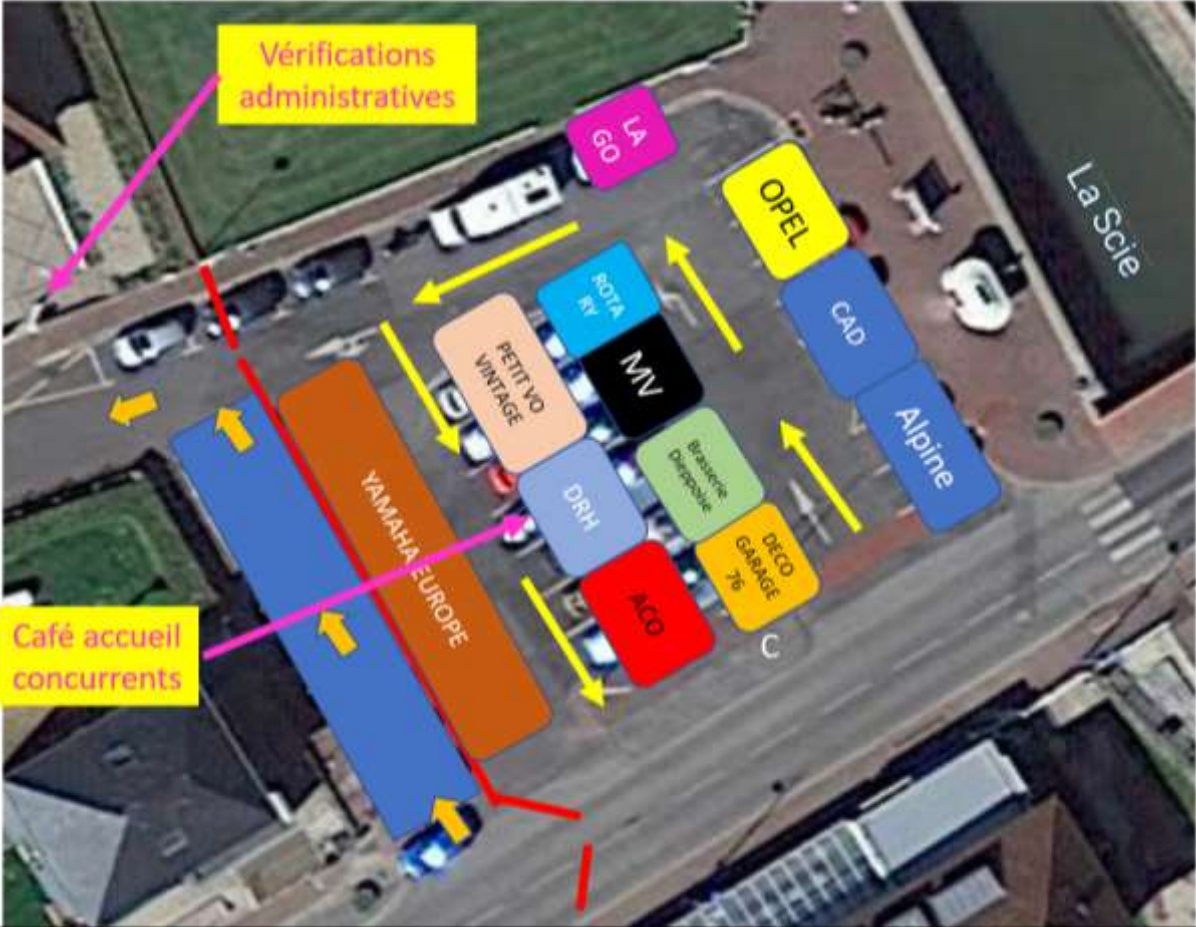 Vérifications
administratives
LA
GO
OPEL
La Scie
ROTA
RY
CAD
PETIT VO
VINTAGE
MV
Alpine
Brasserie
Dieppoise
DRH
DECO
GARAGE
76
YAMAHA EUROPE
ACO
C
Café accueil
concurrents